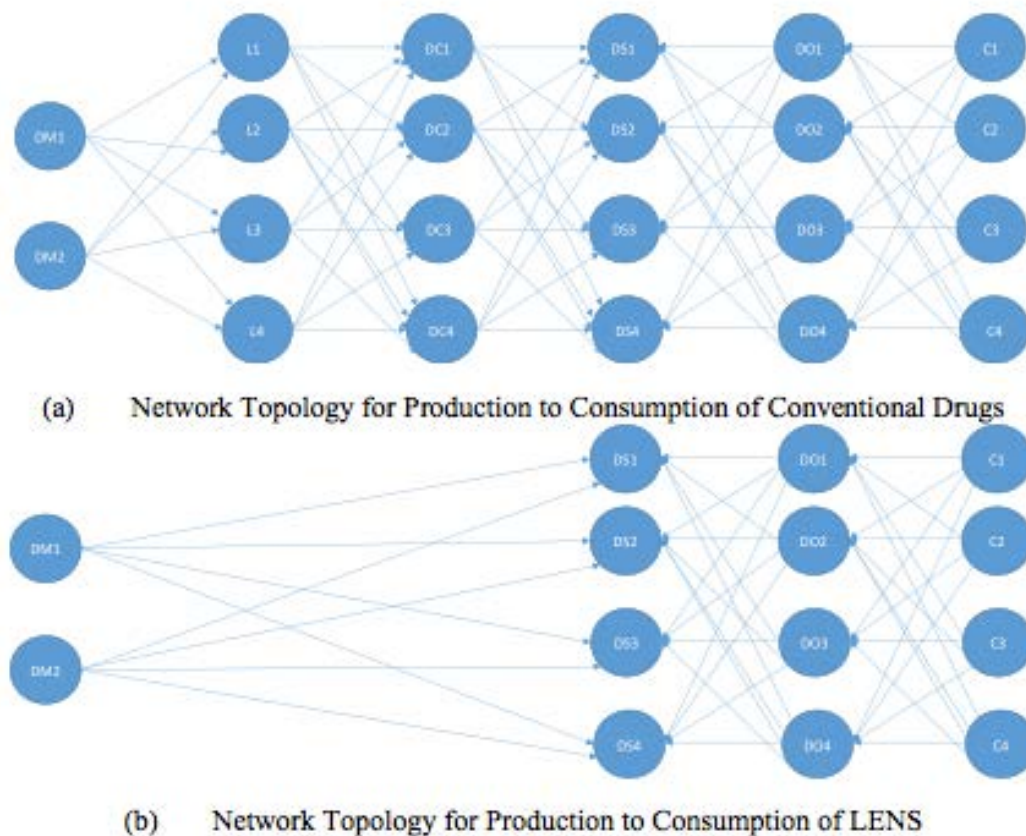 L1 DC1 DS1 DO1 C1
DM1 L2 DC2 DS2 DO2 C2
DM2 L3 DC3 DS3 DO3 C3
L4 DC4 DS4 DO4 C4
(a) Network Topology for Production to Consumption of Conventional Drugs
DS1 DO1 C1
DM1 DS2 DO2 C2
DM2 DS3 DO3 C3
DS4 DO4 C4
(b) Network Topology for Production to Consumption of LENS